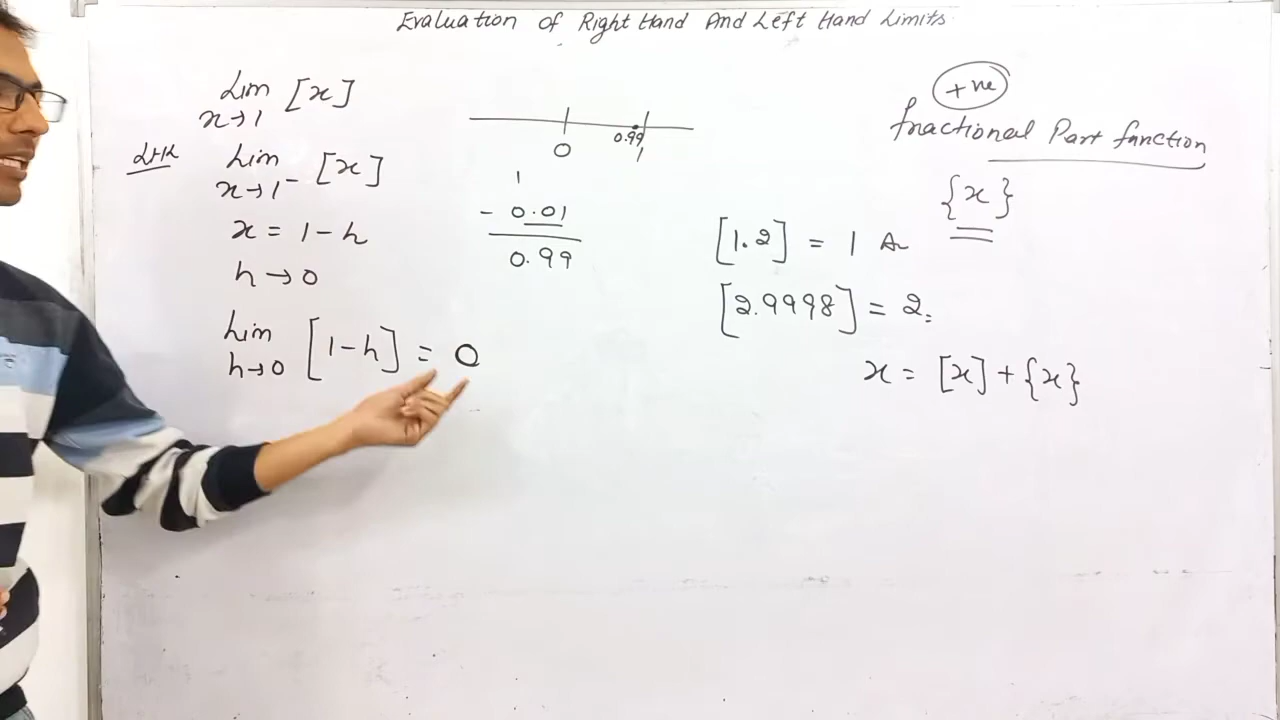 Evaluation of Right Hand And Left Hand Limits
Lim [x]
x→1
LHL Lim [x]
x→1⁻
x = 1-h
h→0
Lim [1-h] = 0
h→0
0.99
0 1
1
- 0.01
0.99
+ve
fractional Part function
{x}
[1.2] = 1
[2.9998] = 2.
x = [x] + {x}